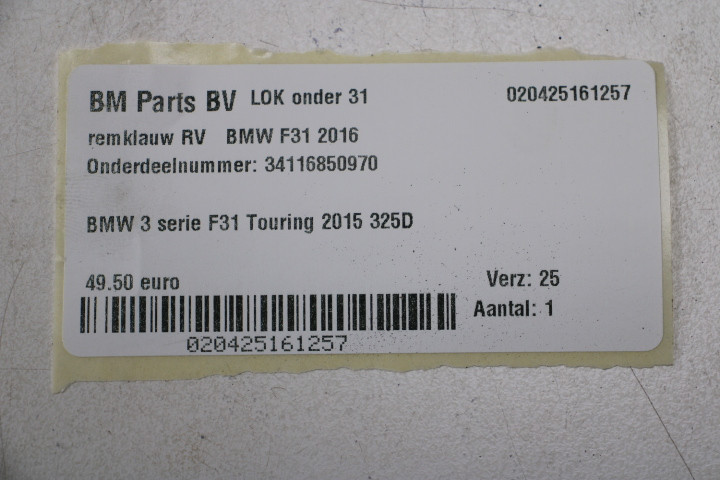 BM Parts BV LOK onder 31 020425161257
remklauw RV BMW F31 2016
Onderdeelnummer: 34116850970
BMW 3 serie F31 Touring 2015 325D
49.50 euro Verz: 25
Aantal: 1
020425161257